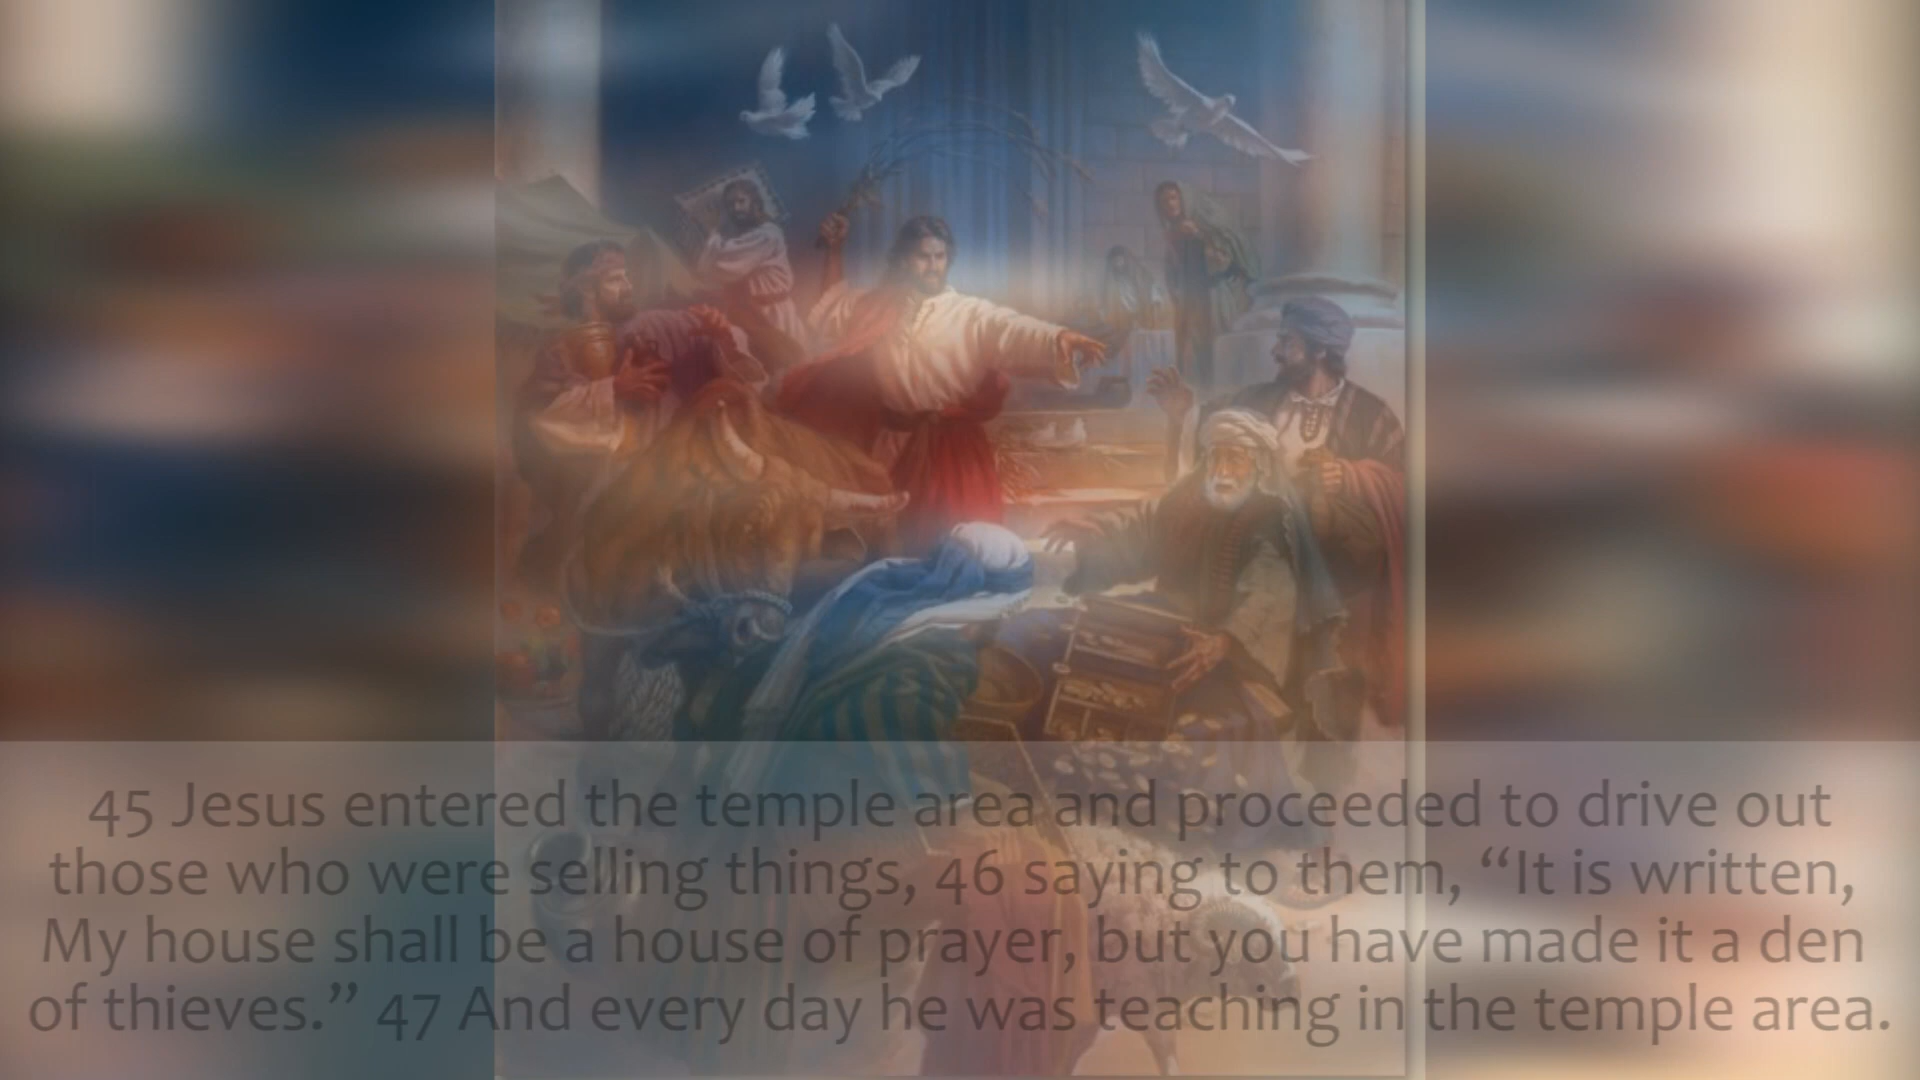 45 Jesus entered the temple area and proceeded to drive out
those who were selling things, 46 saying to them, “It is written,
My house shall be a house of prayer, but you have made it a den
of thieves.” 47 And every day he was teaching in the temple area.